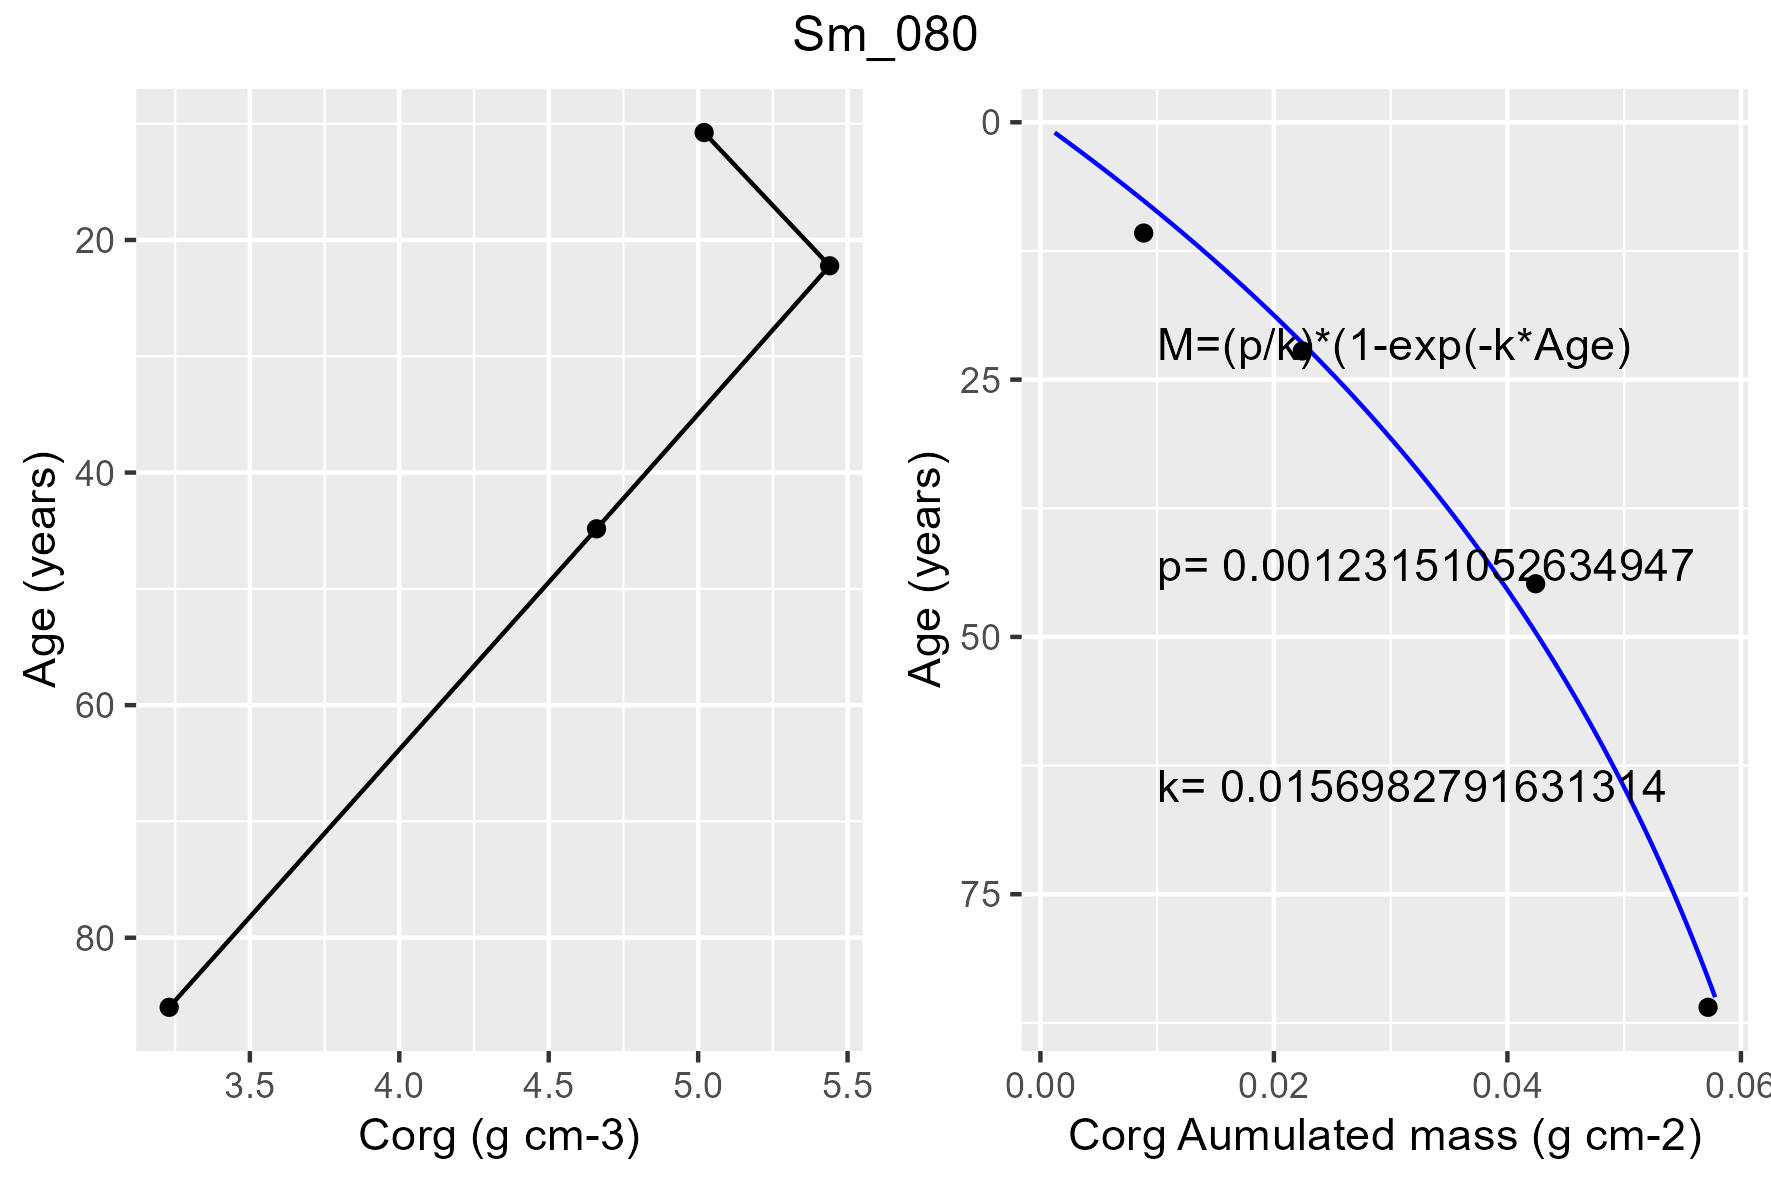 Sm_080
20
40
60
80
3.5 4.0 4.5 5.0 5.5
Age (years)
Corg (g cm-3)
0
25
50
75
0.00 0.02 0.04 0.06
Age (years)
Corg Aumulated mass (g cm-2)
M=(p/k)*(1-exp(-k*Age)
p= 0.00123151052634947
k= 0.0156982791631314